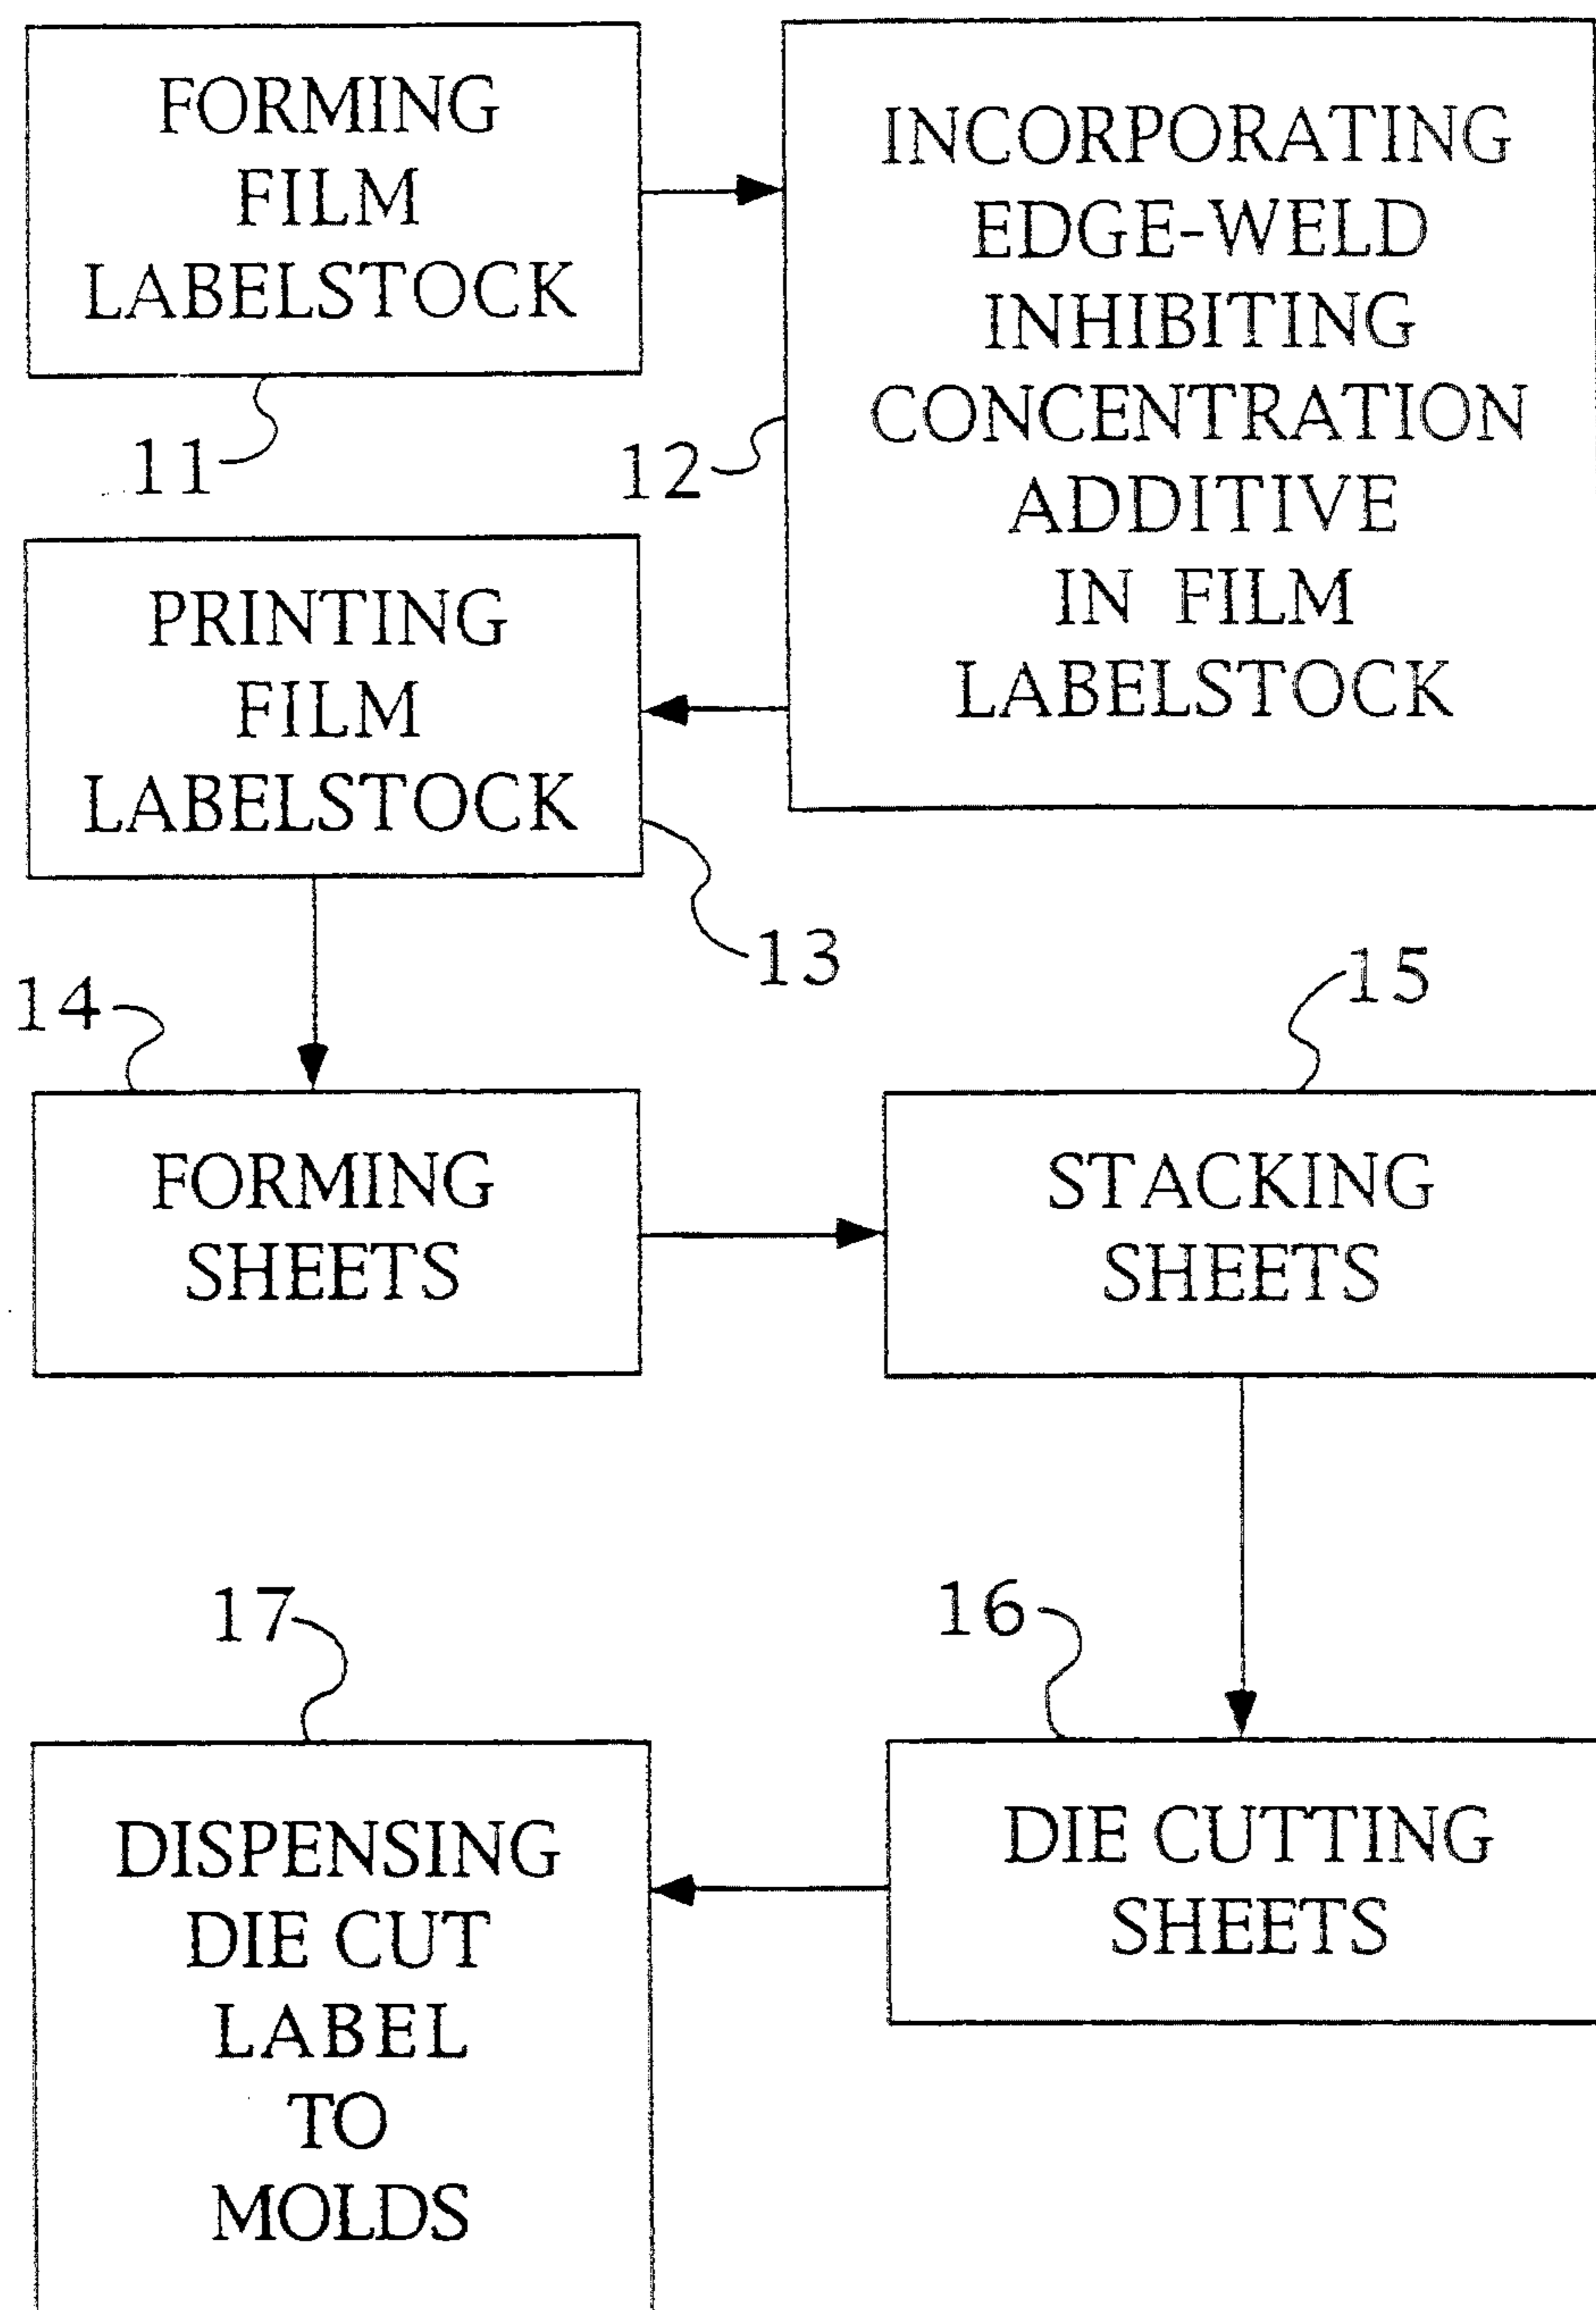 FORMING
FILM
LABELSTOCK
11
INCORPORATING
EDGE-WELD
INHIBITING
CONCENTRATION
ADDITIVE
IN FILM
LABELSTOCK
12
PRINTING
FILM
LABELSTOCK
13
14
FORMING
SHEETS
15
STACKING
SHEETS
16
DIE CUTTING
SHEETS
17
DISPENSING
DIE CUT
LABEL
TO
MOLDS